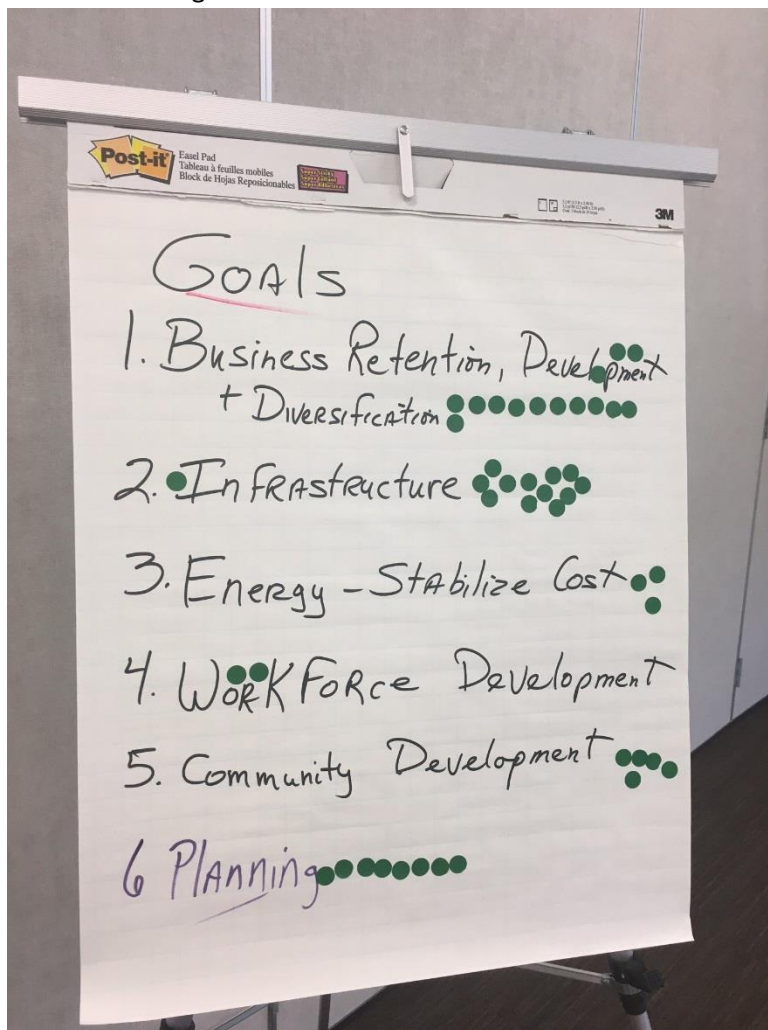 Post-it
Easel Pad
Tableau à feuilles mobiles
Block de Hojas Reposicionables
3M
GOAls
1. Business Retention, Development
+ Diversification
2. Infrastructure
3. Energy - Stabilize Cost
4. Workforce Development
5. Community Development
6 Planning